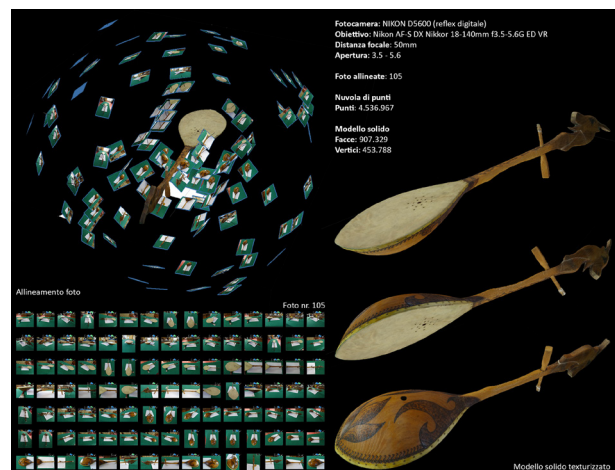 Fotocamera: NIKON D5600 (reflex digitale)
Obiettivo: Nikon AF-S DX Nikkor 18-140mm f3.5-5.6G ED VR
Distanza focale: 50mm
Apertura: 3.5 - 5.6
Foto allineate: 105
Nuvola di punti
Punti: 4.536.967
Modello solido
Facce: 907.329
Vertici: 453.788
Allineamento foto
Foto nr. 105
Modello solido texturizzato